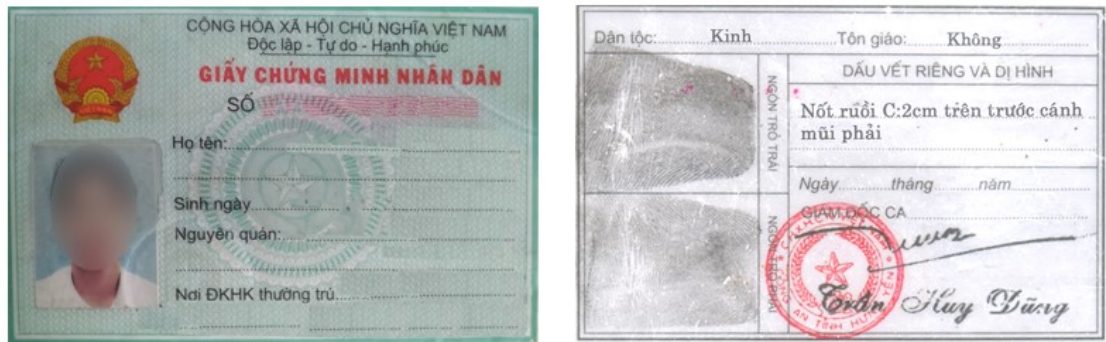 CỘNG HÒA XÃ HỘI CHỦ NGHĨA VIỆT NAM
Độc lập - Tự do - Hạnh phúc
GIẤY CHỨNG MINH NHÂN DÂN
SỐ
Họ tên:
Sinh ngày
Nguyên quán:
Nơi ĐKHK thường trú
Dân tộc: Kinh Tôn giáo: Không
NGÓN TRỎ TRÁI
DẤU VẾT RIÊNG VÀ DỊ HÌNH
Nốt ruồi C:2cm trên trước cánh
mũi phải
Ngày tháng năm
GIÁM ĐỐC CA
NGÓN TRỎ PHẢI
Trần Huy Dũng